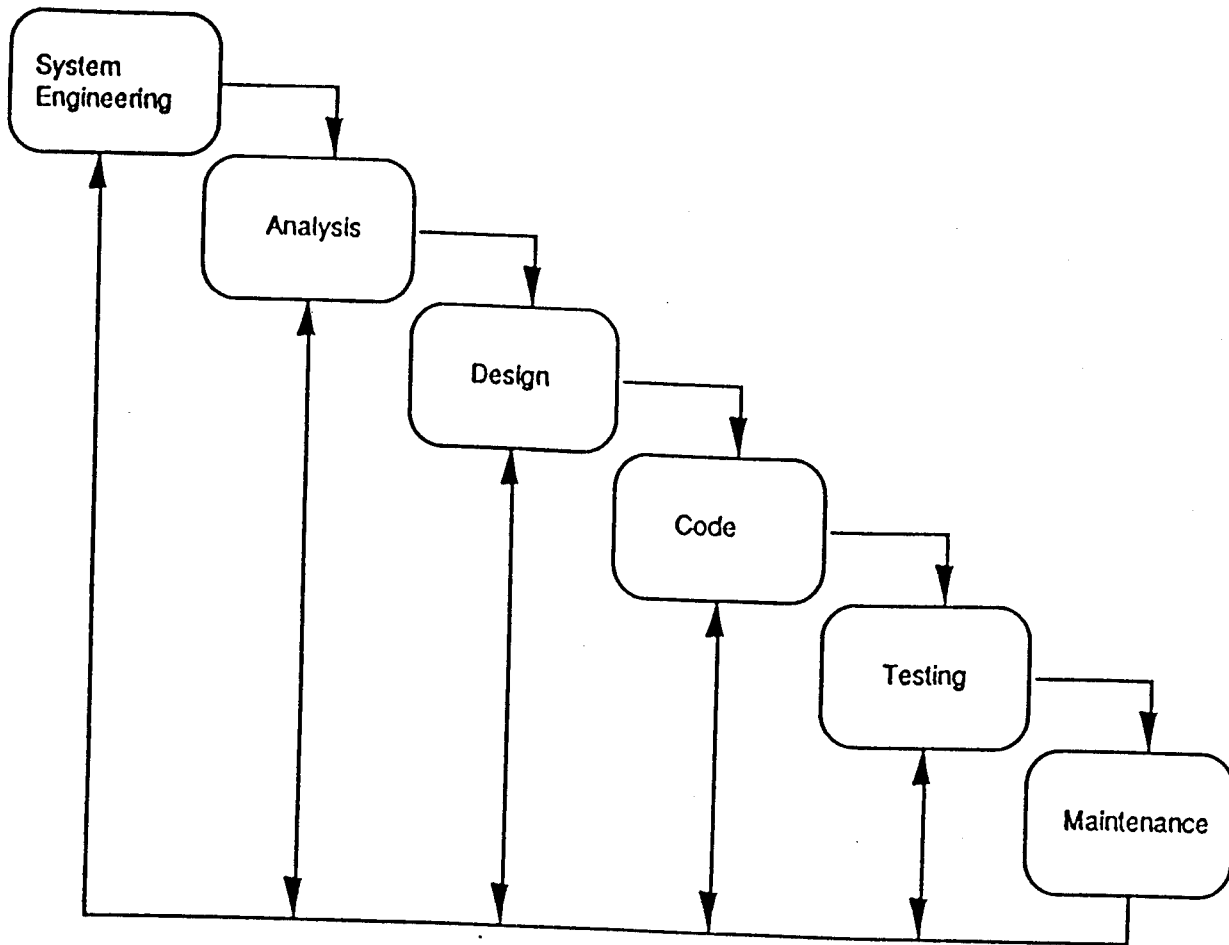 System
Engineering
Analysis
Design
Code
Testing
Maintenance